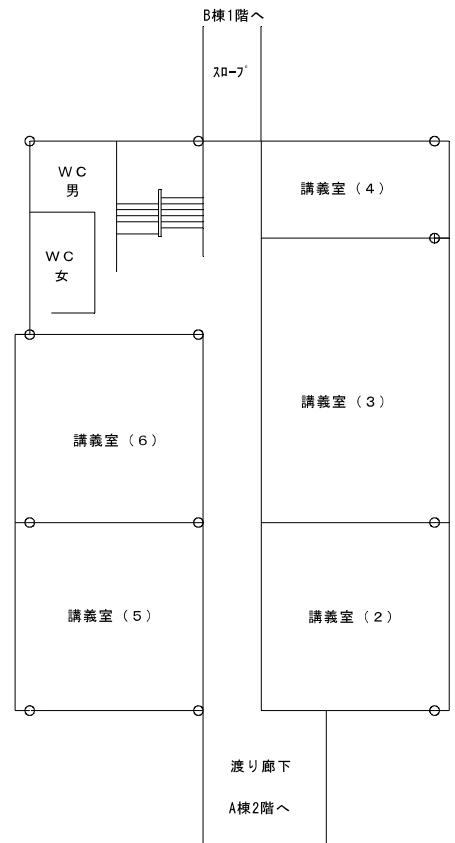 B棟1階へ
ｽﾛｰﾌﾟ
ＷＣ
男
講義室（４）
ＷＣ
女
講義室（３）
講義室（６）
講義室（５）
講義室（２）
渡り廊下
A棟2階へ